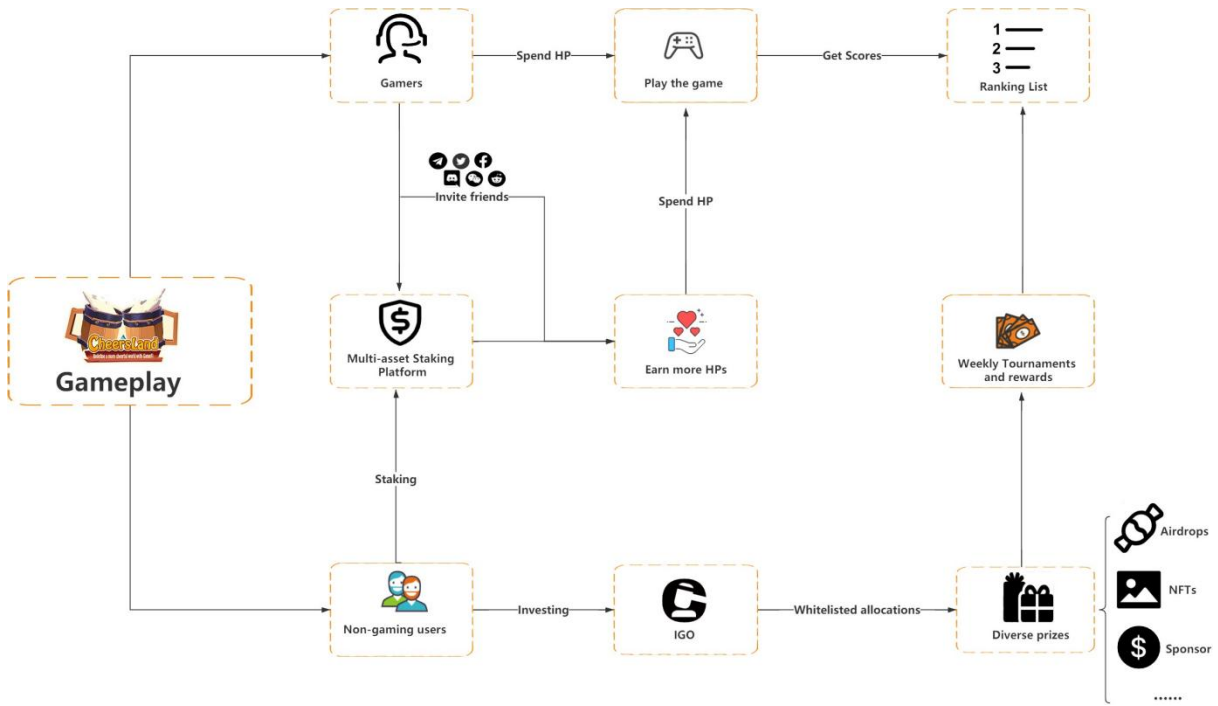 1
2
3
Gamers
Spend HP
Play the game
Get Scores
Ranking List
Invite friends
Spend HP
CheersLand
Gameplay
Multi-asset Staking
Platform
Earn more HPs
Weekly Tournaments
and rewards
Staking
Airdrops
Non-gaming users
Investing
IGO
Whitelisted allocations
Diverse prizes
NFTs
Sponsor
......